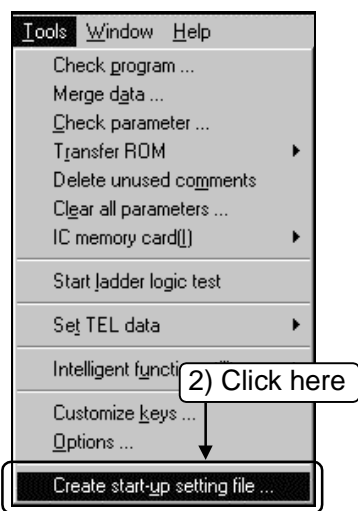 Tools Window Help
Check program ...
Merge data ...
Check parameter ...
Transfer ROM
Delete unused comments
Clear all parameters ...
IC memory card(I)
Start ladder logic test
Set TEL data
Intelligent function
2) Click here
Customize keys ...
Options ...
Create start-up setting file ...